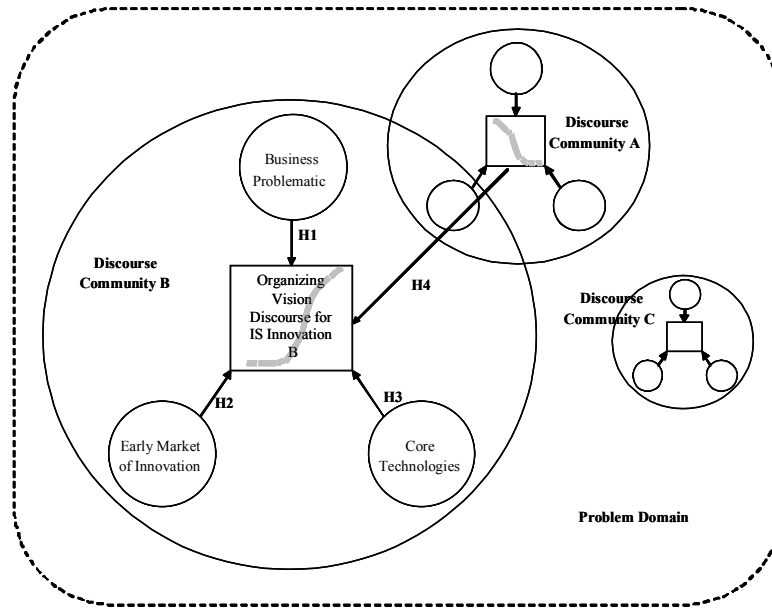 Discourse
Community A
Business
Problematic
H1
Discourse
Community B
Organizing
Vision
Discourse for
IS Innovation
B
H4
Discourse
Community C
H2
H3
Early Market
of Innovation
Core
Technologies
Problem Domain